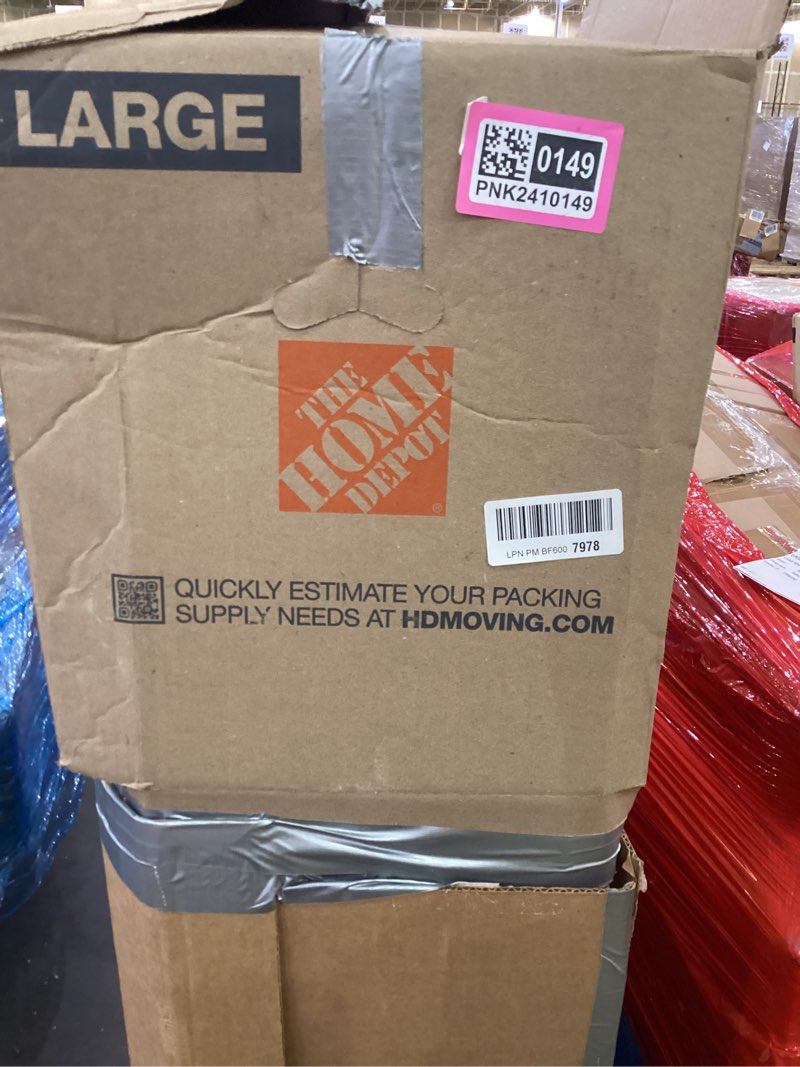 LARGE
0149
PNK2410149
THE
HOME
DEPOT
®
LPN PM BF600 7978
QUICKLY ESTIMATE YOUR PACKING
SUPPLY NEEDS AT HDMOVING.COM